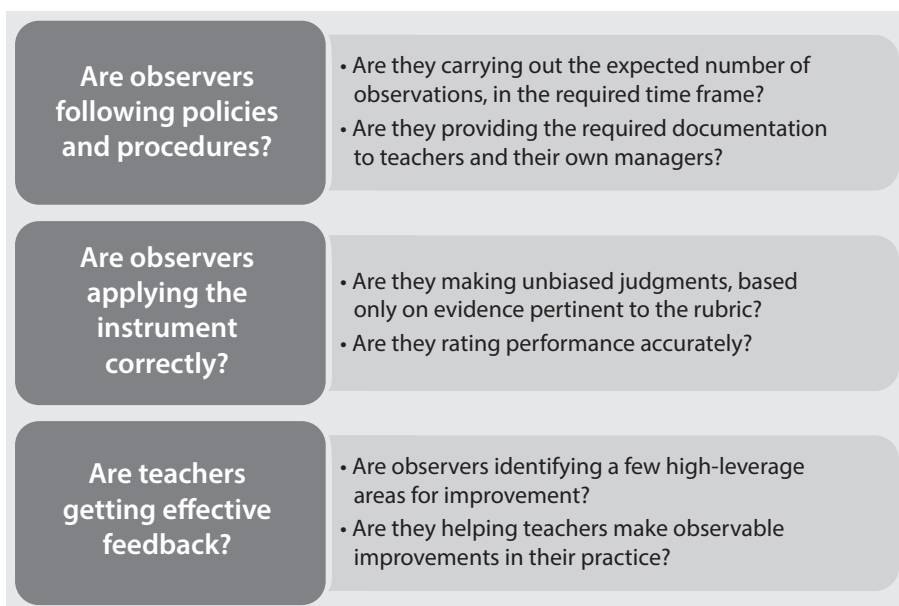 Are observers
following policies
and procedures?
• Are they carrying out the expected number of
observations, in the required time frame?
• Are they providing the required documentation
to teachers and their own managers?
Are observers
applying the
instrument
correctly?
• Are they making unbiased judgments, based
only on evidence pertinent to the rubric?
• Are they rating performance accurately?
Are teachers
getting effective
feedback?
• Are observers identifying a few high-leverage
areas for improvement?
• Are they helping teachers make observable
improvements in their practice?